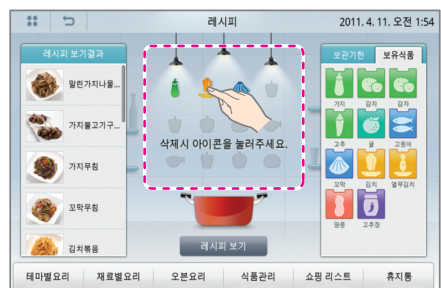 레시피
2011. 4. 11. 오전 1:54
레시피 보기결과
말린가지나물...
가지불고기구...
가지무침
꼬막무침
김치볶음
삭제시 아이콘을 눌러주세요.
레시피 보기
보관기한
보유식품
가지 감자 감자
고추 귤 고등어
꼬막 김치 열무김치
땅콩 고추장
테마별요리 재료별요리 오븐요리 식품관리 쇼핑 리스트 휴지통